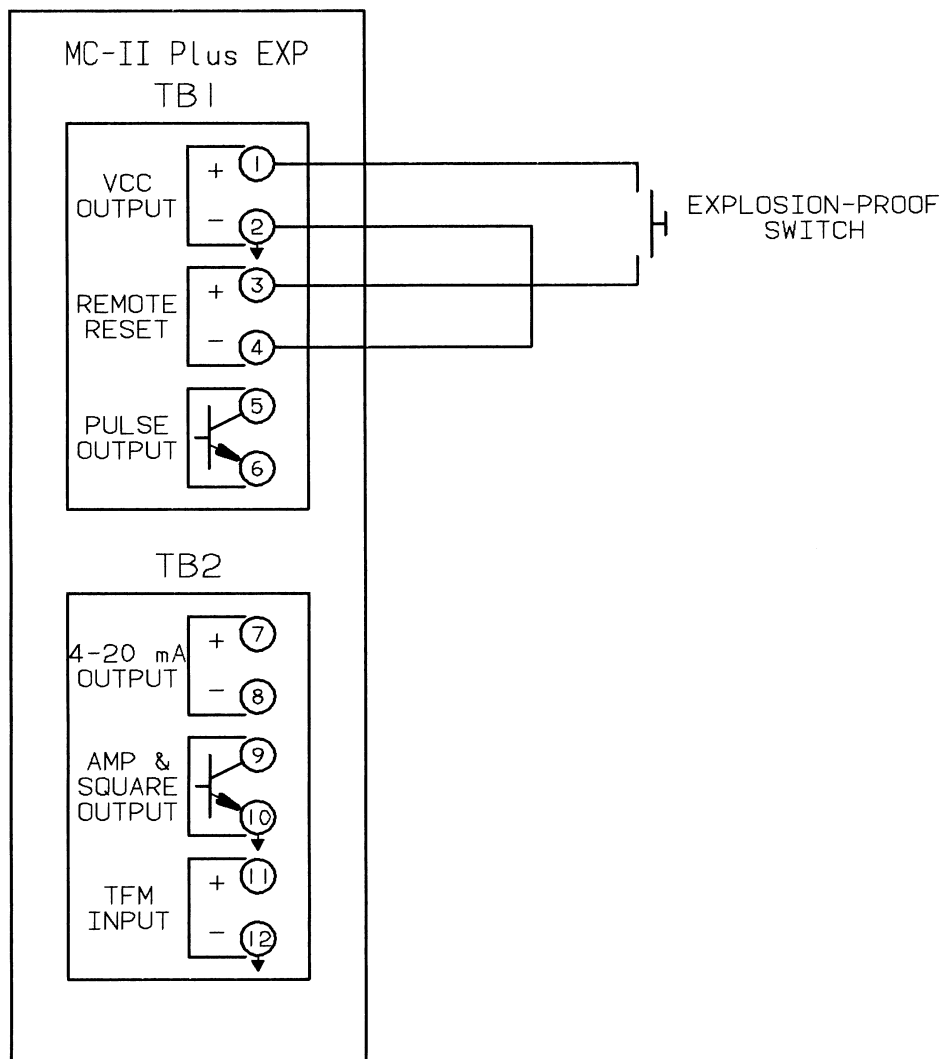 MC-II Plus EXP
TB1
VCC
OUTPUT
+ 1
- 2
REMOTE
RESET
+ 3
- 4
PULSE
OUTPUT
5
6
EXPLOSION-PROOF
SWITCH
TB2
4-20 mA
OUTPUT
+ 7
- 8
AMP &
SQUARE
OUTPUT
9
10
TFM
INPUT
+ 11
- 12